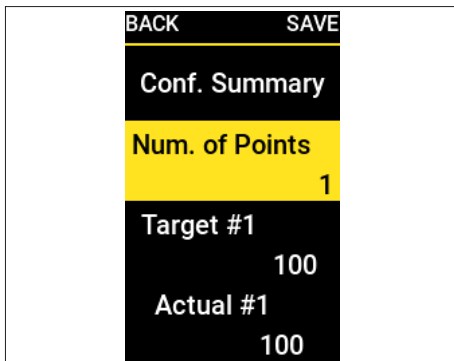 BACK SAVE
Conf. Summary
Num. of Points
1
Target #1
100
Actual #1
100